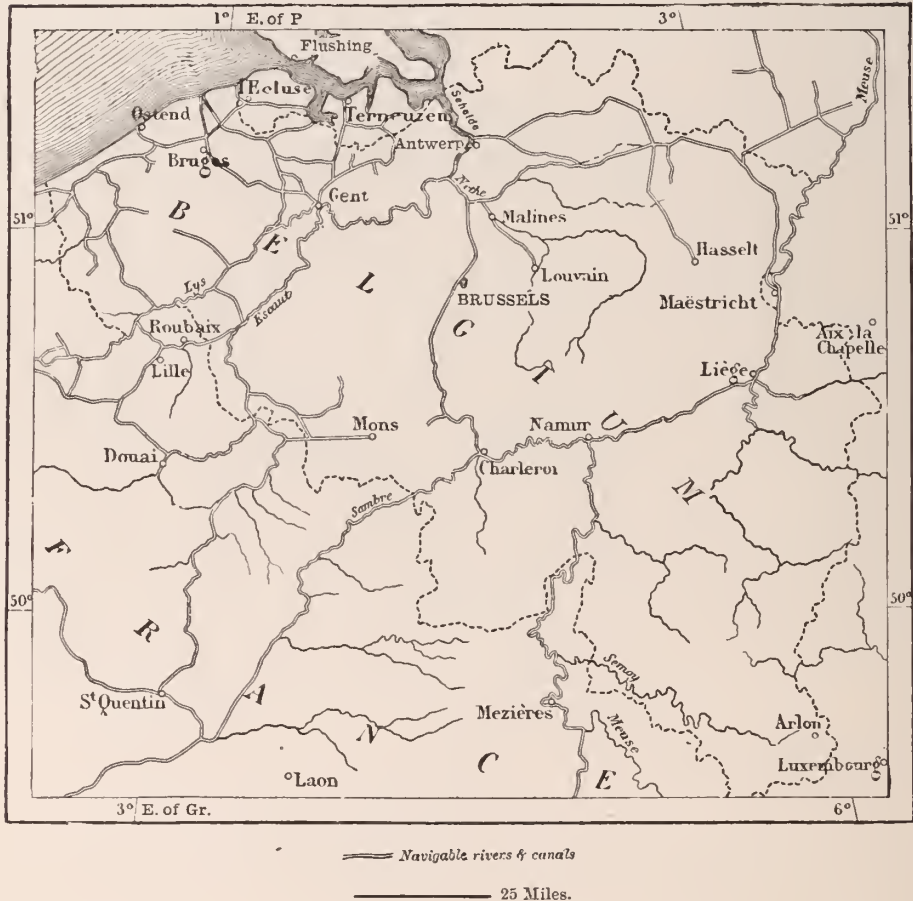 1° E. of P
3°
Flushing
l'Ecluse
Ostend
Terneuzen
Schelde
Meuse
Antwerp
Bruges
Nethe
Gent
51°
51°
B
E
L
G
I
U
M
Malines
Hasselt
Louvain
Lys
Escaut
BRUSSELS
Maëstricht
Roubaix
Lille
Aix la
Chapelle
Liège
Mons
Namur
Douai
Charleroi
Sambre
F
R
A
N
C
E
50°
50°
Semoy
St Quentin
Mezières
Meuse
Arlon
Luxembourg
Laon
3° E. of Gr.
6°
Navigable rivers & canals
25 Miles.